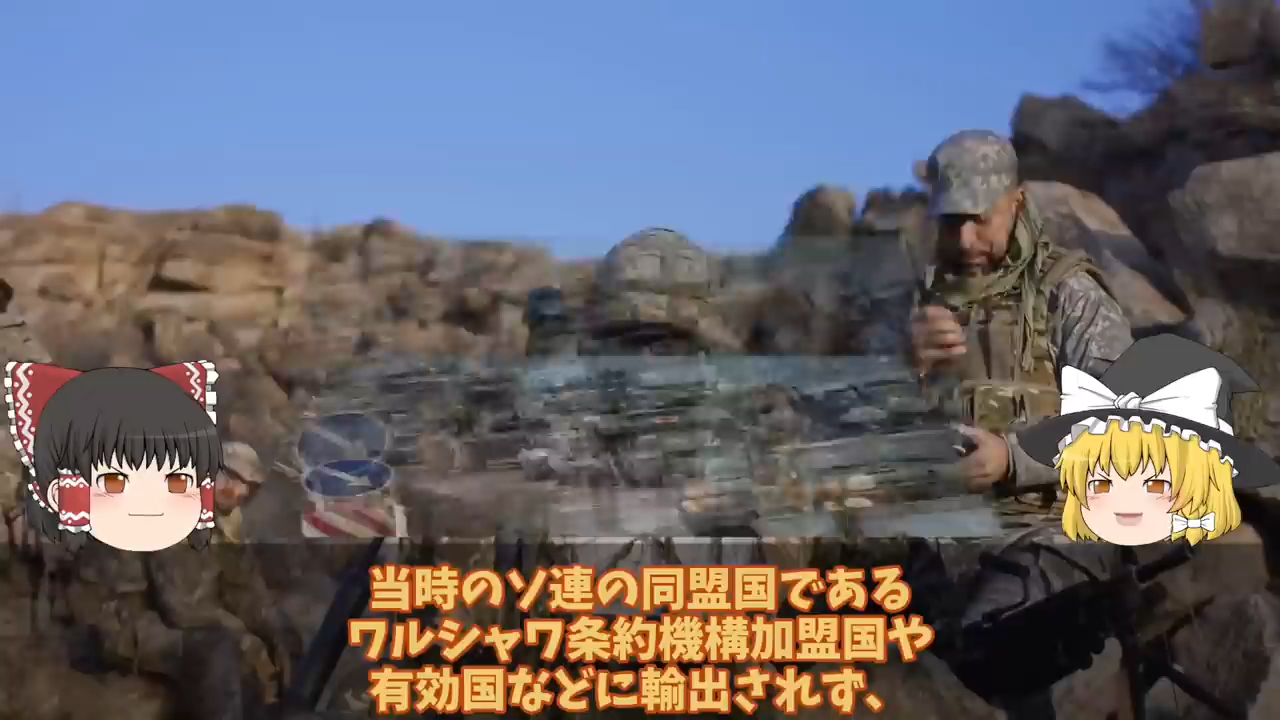 当時のソ連の同盟国である
ワルシャワ条約機構加盟国や
有効国などに輸出されず、